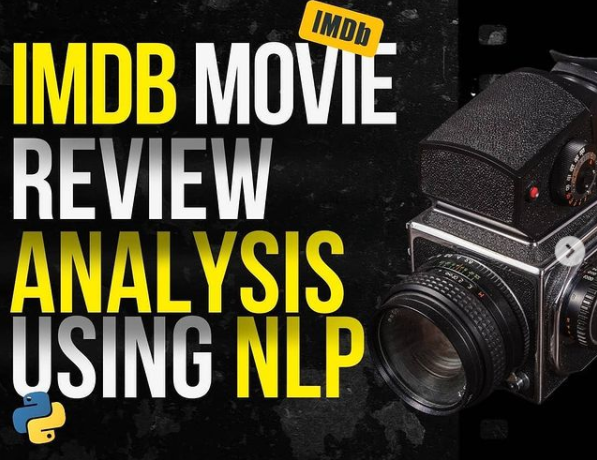 IMDb
IMDB MOVIE
REVIEW
ANALYSIS
USING NLP